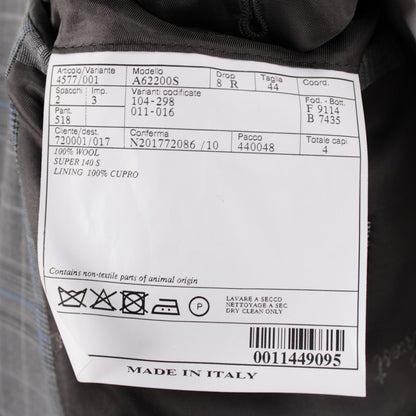 Articolo/Variante Modello Drop Taglia Coord.
4577/001 A62200S 8 R 44
Spacchi Imp. Varianti codificate Fod. - Bott.
2 3 104-298 F 9114
Pant. 011-016 B 7435
518
Cliente/dest. Conferma Pacco Totale capi
720001/017 N201772086 /10 440048 4
100% WOOL
SUPER 140 S
LINING 100% CUPRO
Contains non-textile parts of animal origin
P
LAVARE A SECCO
NETTOYAGE A SEC
DRY CLEAN ONLY
0011449095
MADE IN ITALY